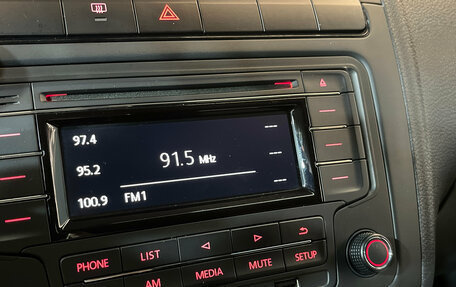 97.4
91.5 MHz
---
95.2
---
100.9
FM1
---
PHONE
LIST
AM
MEDIA
MUTE
SETUP